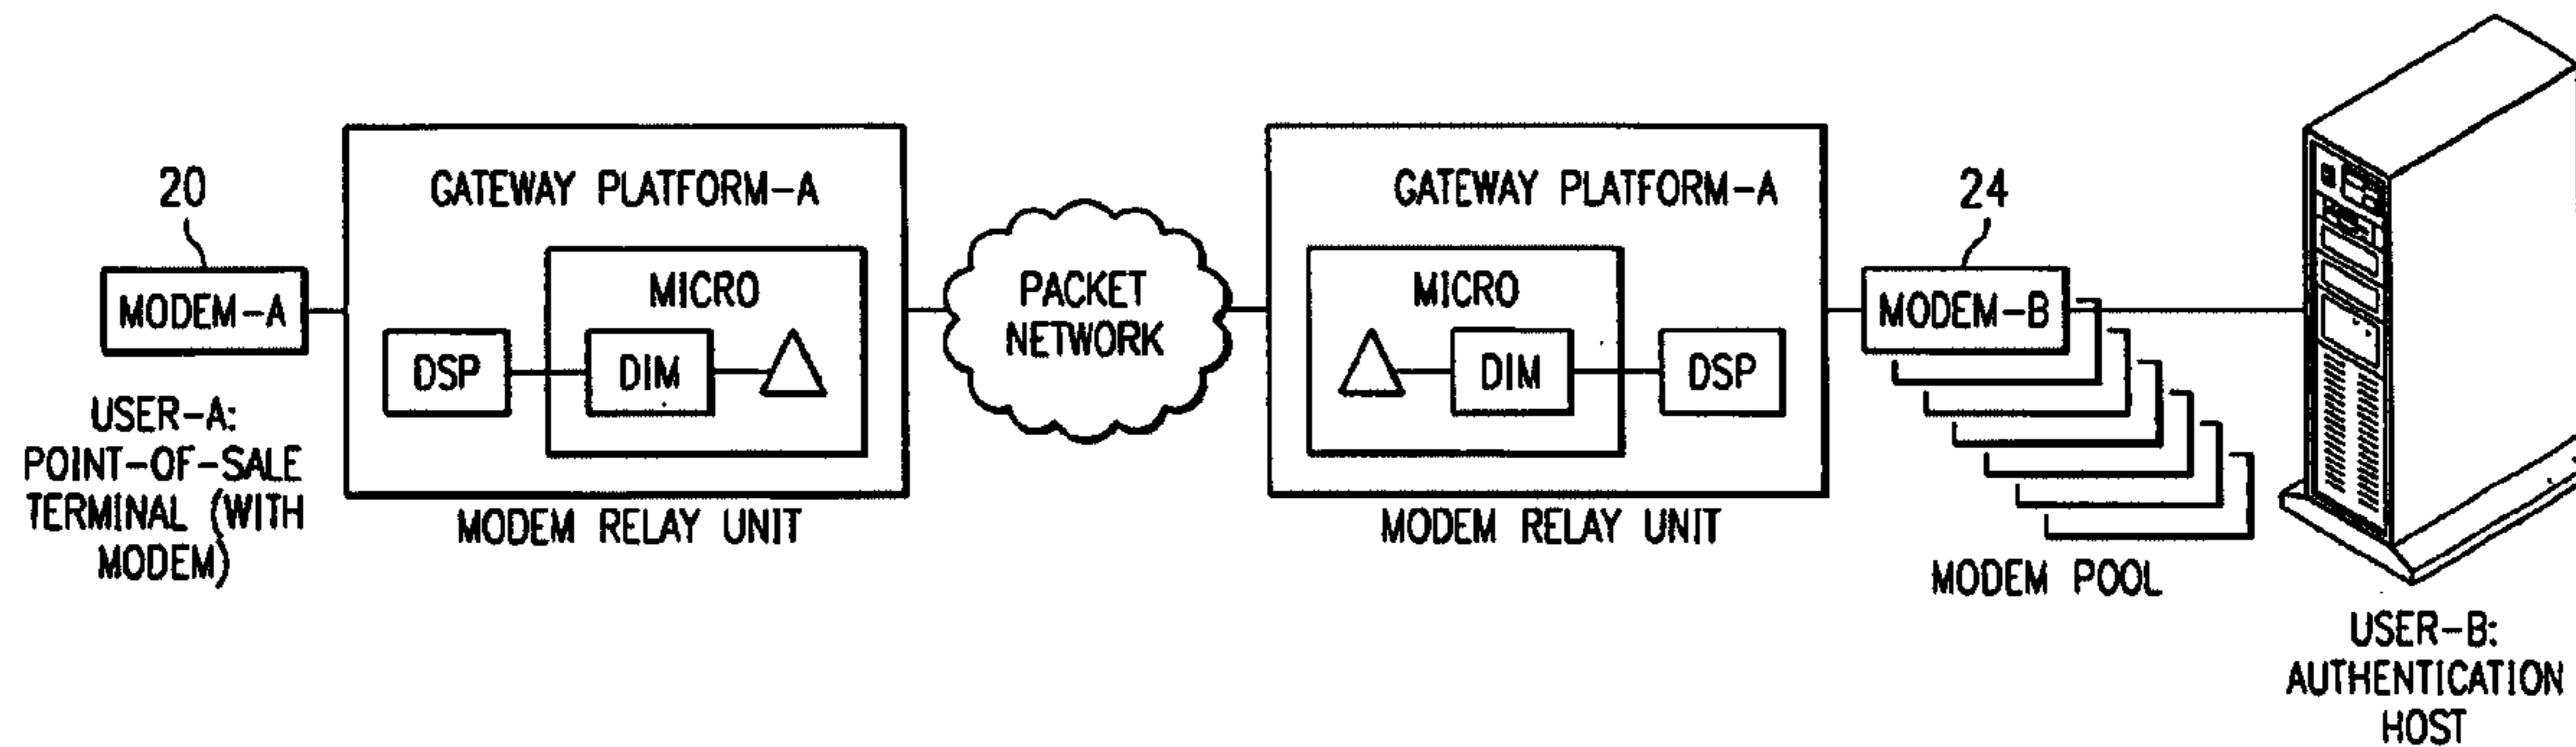 20
MODEM-A
USER-A:
POINT-OF-SALE
TERMINAL (WITH
MODEM)
GATEWAY PLATFORM-A
MICRO
DSP
DIM
MODEM RELAY UNIT
PACKET
NETWORK
GATEWAY PLATFORM-A
MICRO
DIM
DSP
MODEM RELAY UNIT
24
MODEM-B
MODEM POOL
USER-B:
AUTHENTICATION
HOST